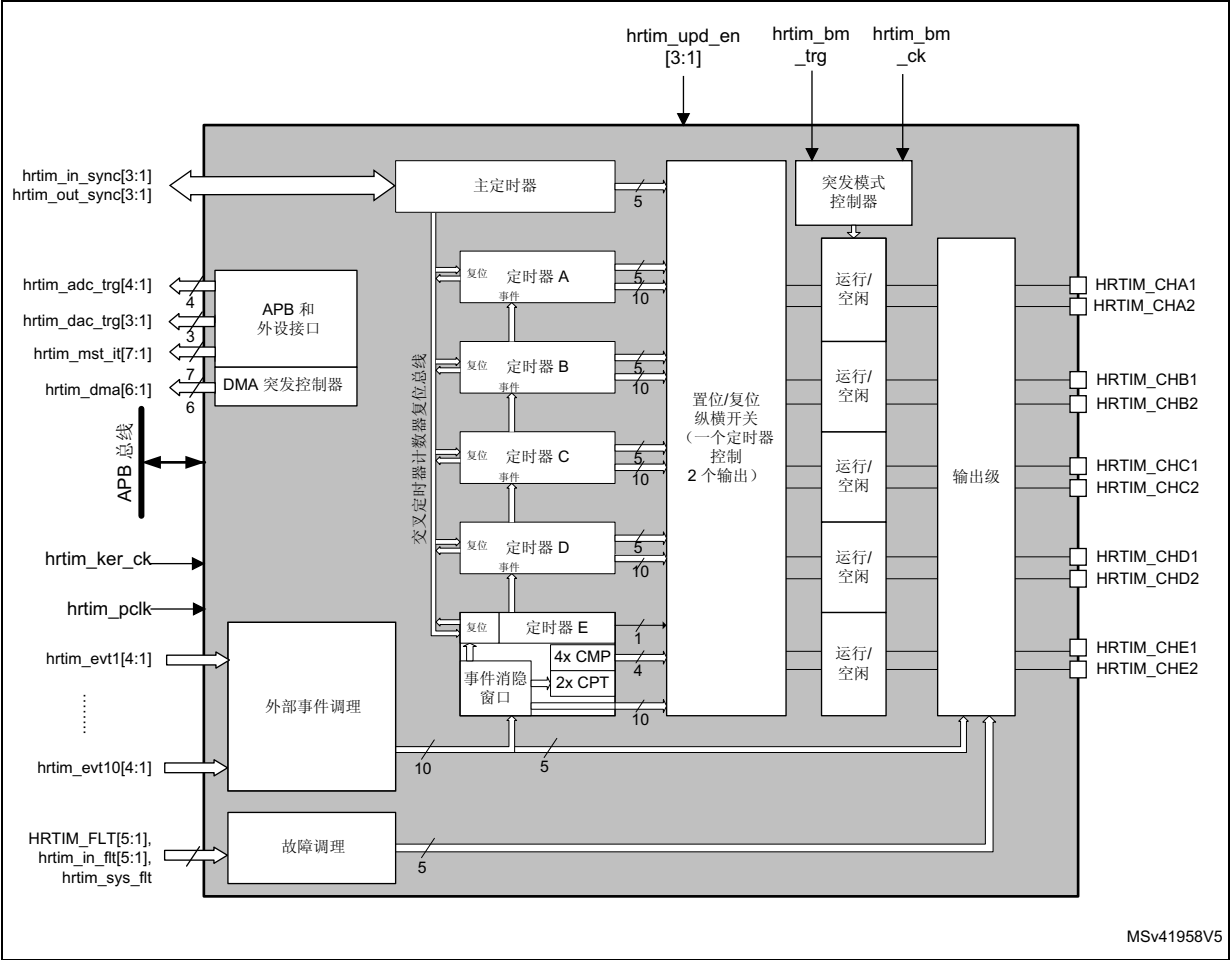 hrtim_upd_en
[3:1]
hrtim_bm
_trg
hrtim_bm
_ck
hrtim_in_sync[3:1]
hrtim_out_sync[3:1]
主定时器
5
突发模式
控制器
hrtim_adc_trg[4:1]
4
hrtim_dac_trg[3:1]
3
hrtim_mst_it[7:1]
7
hrtim_dma[6:1]
6
APB 和
外设接口
DMA 突发控制器
APB 总线
交叉定时器计数器复位总线
复位
定时器 A
事件
5
10
复位
定时器 B
事件
5
10
复位
定时器 C
事件
5
10
复位
定时器 D
事件
5
10
复位
定时器 E
1
4x CMP
4
2x CPT
事件消隐
窗口
10
置位/复位
纵横开关
（一个定时器
控制
2 个输出）
运行/
空闲
运行/
空闲
运行/
空闲
运行/
空闲
运行/
空闲
输出级
HRTIM_CHA1
HRTIM_CHA2
HRTIM_CHB1
HRTIM_CHB2
HRTIM_CHC1
HRTIM_CHC2
HRTIM_CHD1
HRTIM_CHD2
HRTIM_CHE1
HRTIM_CHE2
hrtim_ker_ck
hrtim_pclk
hrtim_evt1[4:1]
........
hrtim_evt10[4:1]
外部事件调理
10
5
HRTIM_FLT[5:1],
hrtim_in_flt[5:1],
hrtim_sys_flt
故障调理
5
MSv41958V5